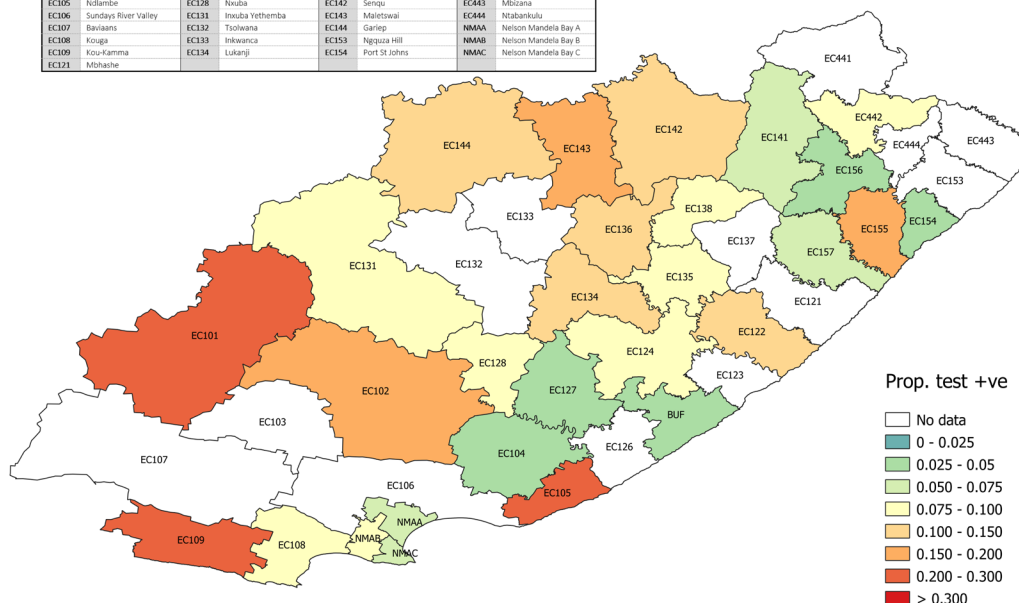 EC105 Ndlambe EC128 Nxuba EC142 Senqu EC443 Mbizana
EC106 Sundays River Valley EC131 Inxuba Yethemba EC143 Maletswai EC444 Ntabankulu
EC107 Baviaans EC132 Tsolwana EC144 Gariep NMAA Nelson Mandela Bay A
EC108 Kouga EC133 Inkwanca EC153 Ngquza Hill NMAB Nelson Mandela Bay B
EC109 Kou-Kamma EC134 Lukanji EC154 Port St Johns NMAC Nelson Mandela Bay C
EC121 Mbhashe
EC441
EC442
EC144
EC143
EC142
EC141
EC444
EC443
EC156
EC153
EC133
EC138
EC154
EC136
EC155
EC137
EC157
EC131
EC132
EC135
EC134
EC121
EC101
EC122
EC124
EC128
EC123
EC102
EC127
BUF
EC103
EC126
EC104
EC107
EC106
EC105
NMAA
EC109
EC108
NMAB
NMAC
Prop. test +ve
No data
0 - 0.025
0.025 - 0.05
0.050 - 0.075
0.075 - 0.100
0.100 - 0.150
0.150 - 0.200
0.200 - 0.300
> 0.300